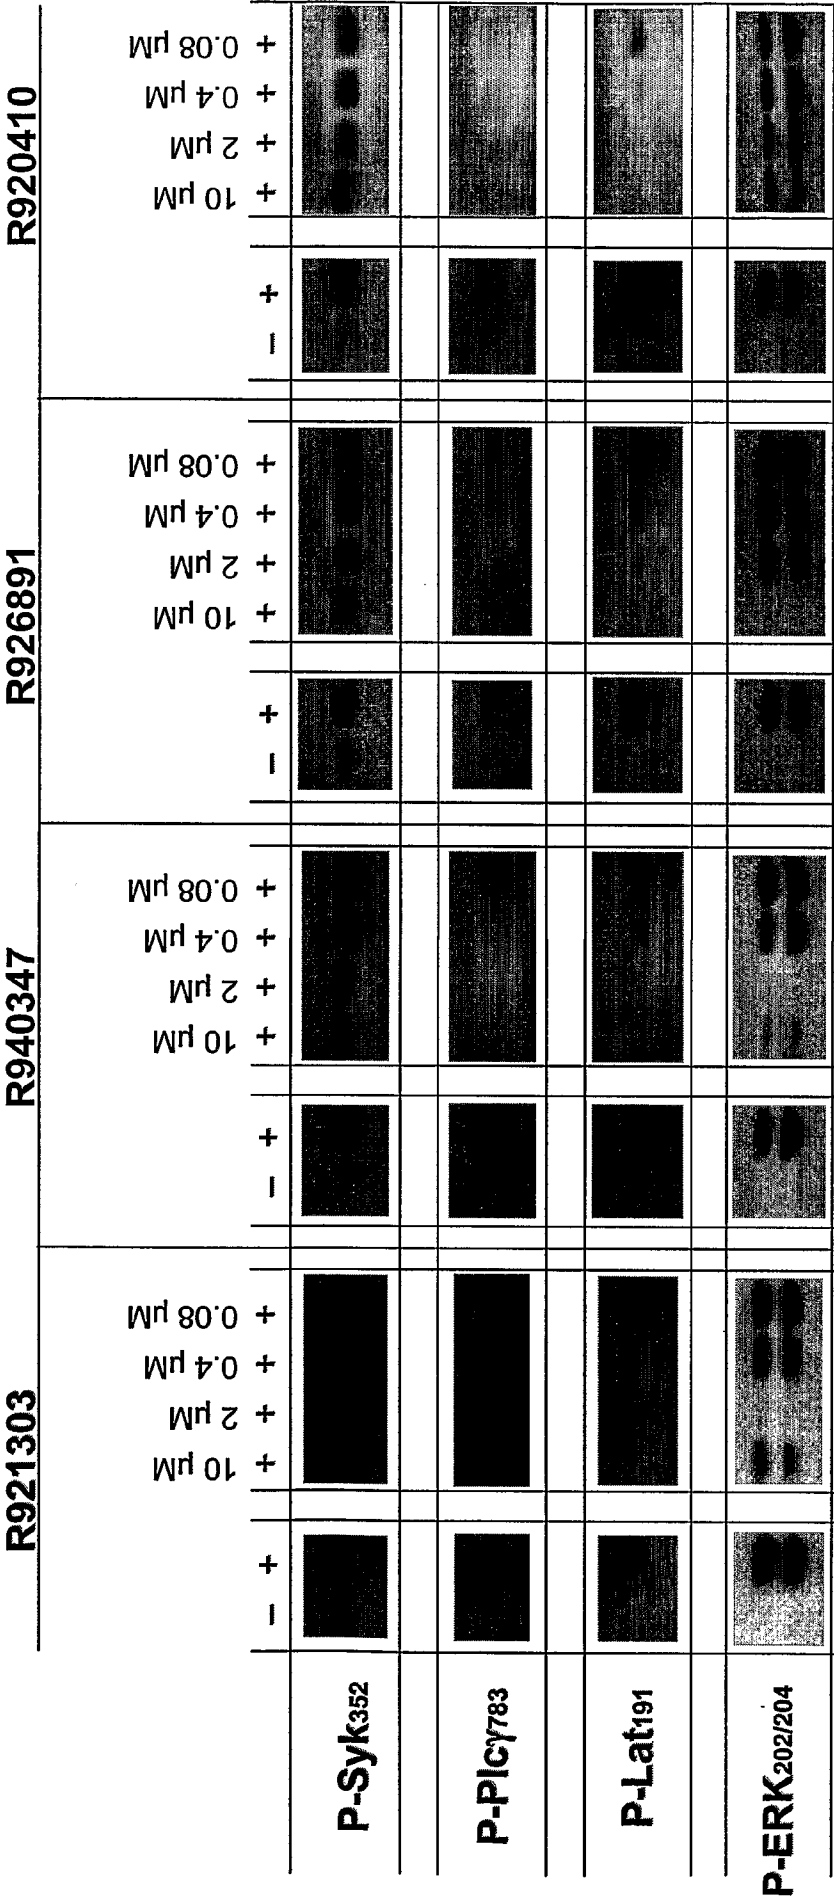 R921303 R940347 R926891 R920410
10 µM 2 µM 0.4 µM 0.08 µM 10 µM 2 µM 0.4 µM 0.08 µM 10 µM 2 µM 0.4 µM 0.08 µM 10 µM 2 µM 0.4 µM 0.08 µM
− + + + + + − + + + + + − + + + + + − + + + + +
P-Syk352
P-Plcγ783
P-Lat191
P-ERK202/204